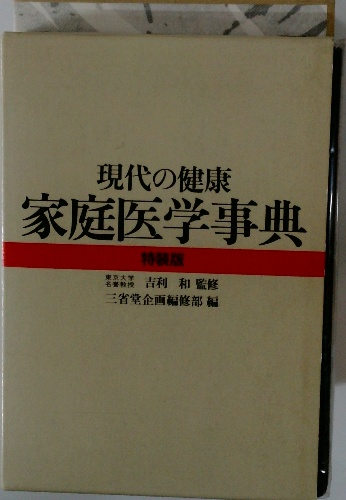 現代の健康
家庭医学事典
特装版
東京大学
名誉教授 吉利 和 監修
三省堂企画編修部 編